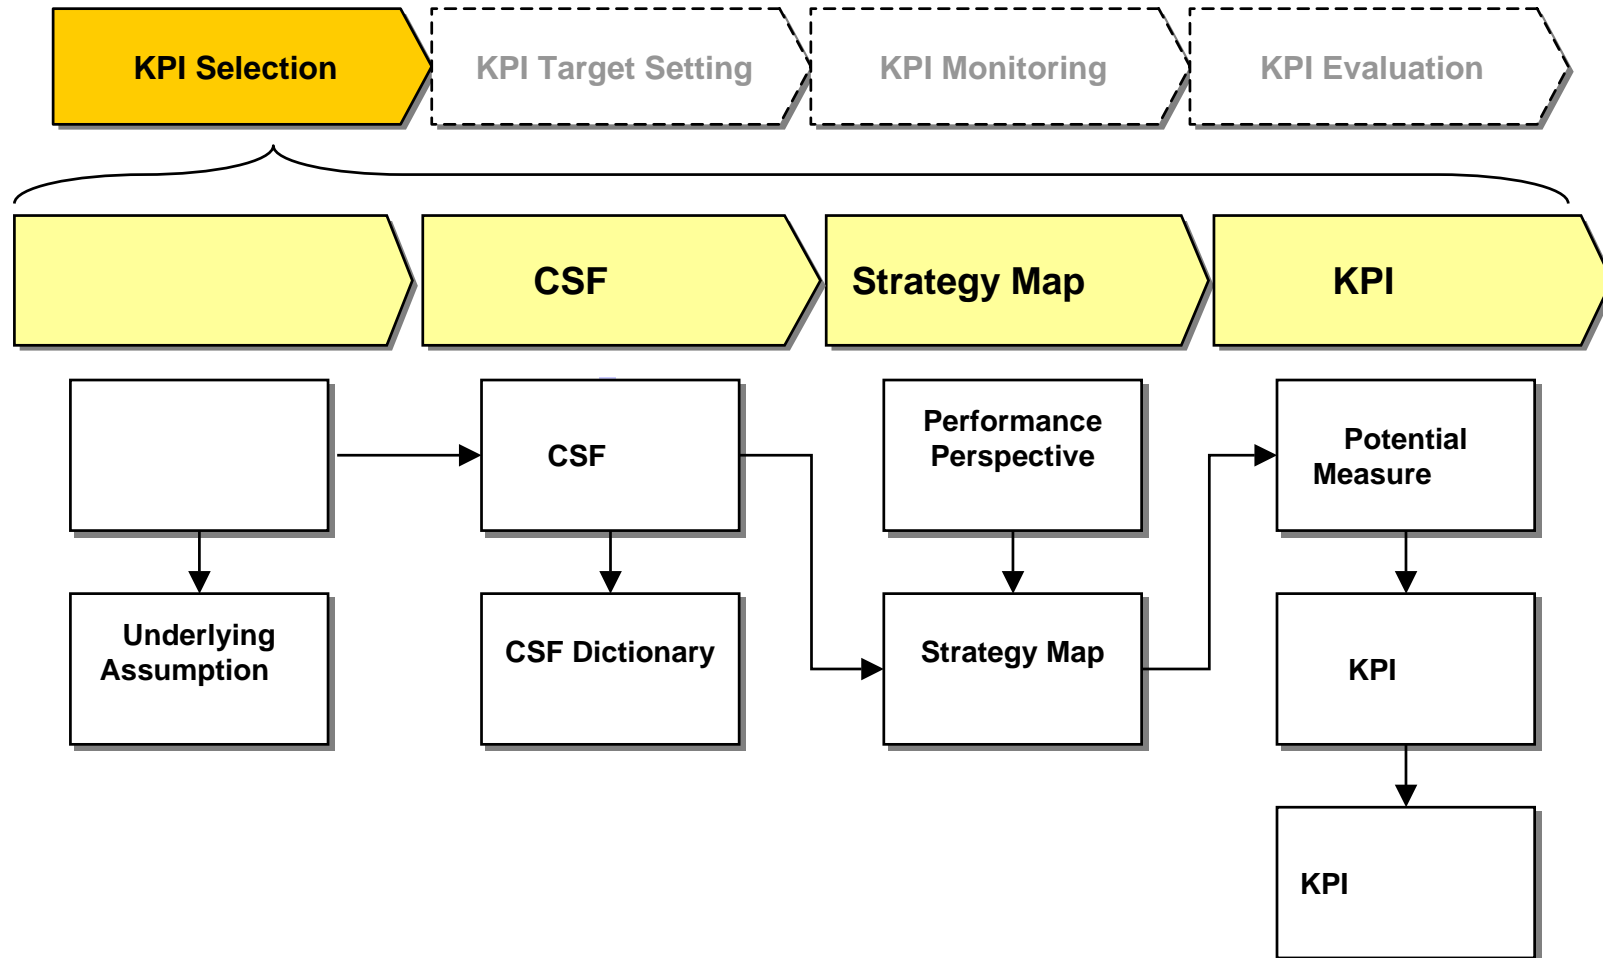 KPI Selection
KPI Target Setting
KPI Monitoring
KPI Evaluation
CSF
Strategy Map
KPI
CSF
Performance
Perspective
Potential
Measure
Underlying
Assumption
CSF Dictionary
Strategy Map
KPI
KPI